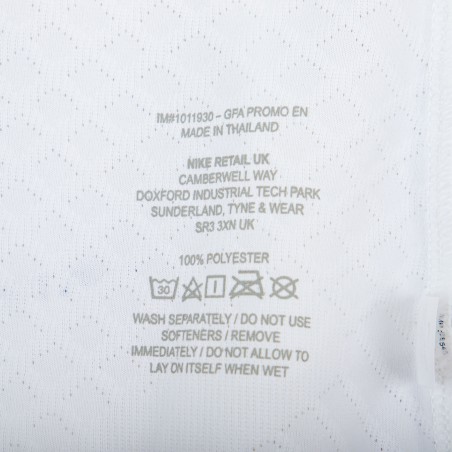 IM#1011930 - GFA PROMO EN
MADE IN THAILAND
NIKE RETAIL UK
CAMBERWELL WAY
DOXFORD INDUSTRIAL TECH PARK
SUNDERLAND, TYNE & WEAR
SR3 3XN UK
100% POLYESTER
30
WASH SEPARATELY / DO NOT USE
SOFTENERS / REMOVE
IMMEDIATELY / DO NOT ALLOW TO
LAY ON ITSELF WHEN WET